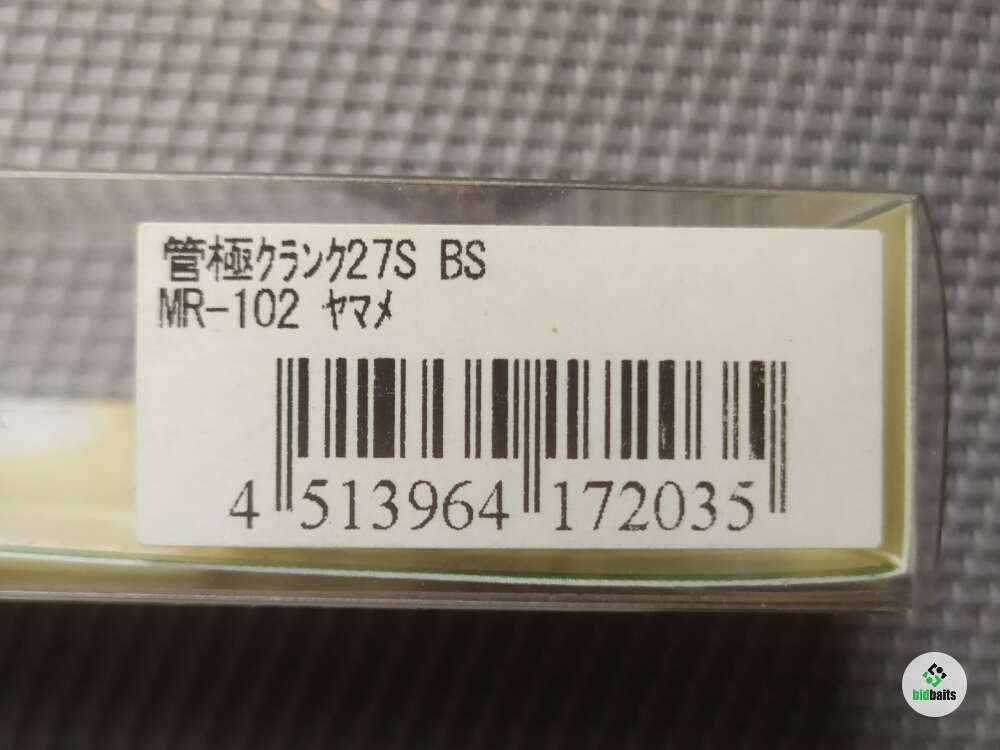 管極ｸﾗﾝｸ27S BS
MR-102 ﾔﾏﾒ
4 513964 172035
bidbaits